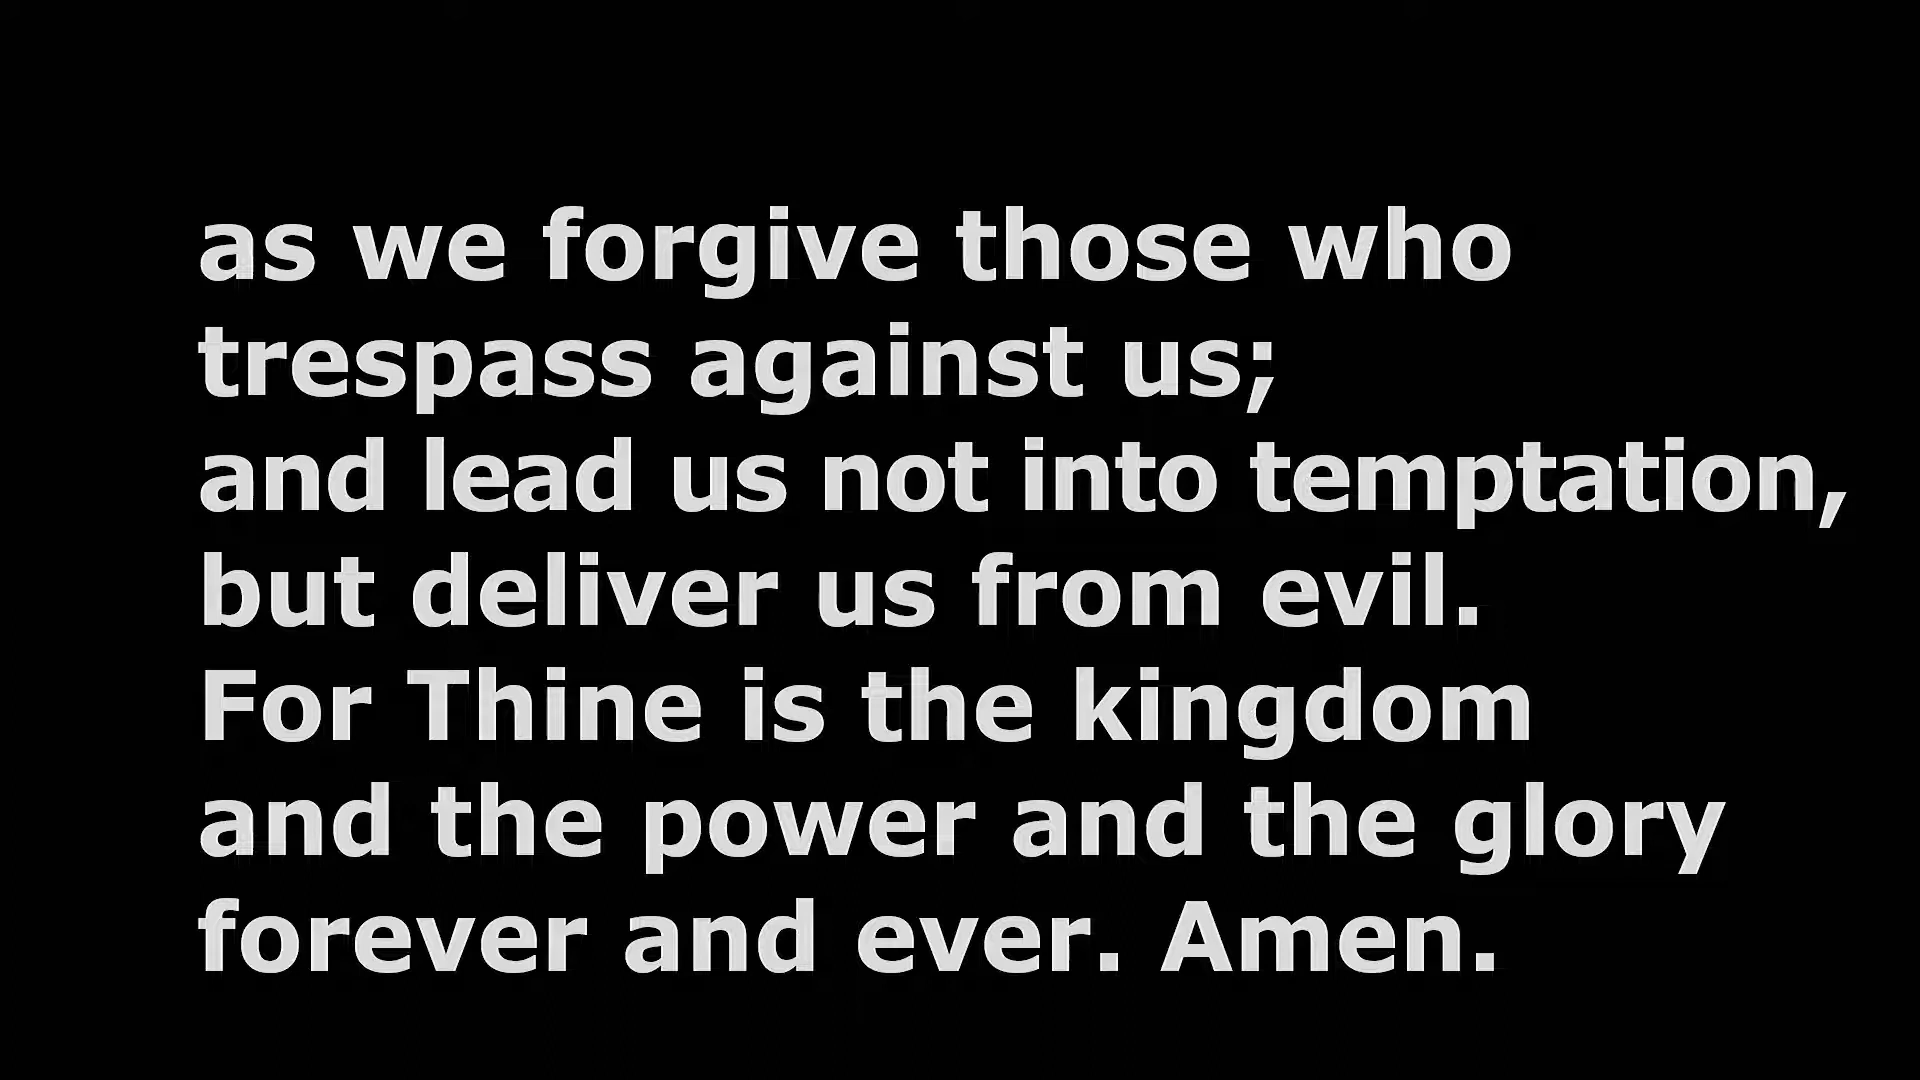 as we forgive those who
trespass against us;
and lead us not into temptation,
but deliver us from evil.
For Thine is the kingdom
and the power and the glory
forever and ever. Amen.